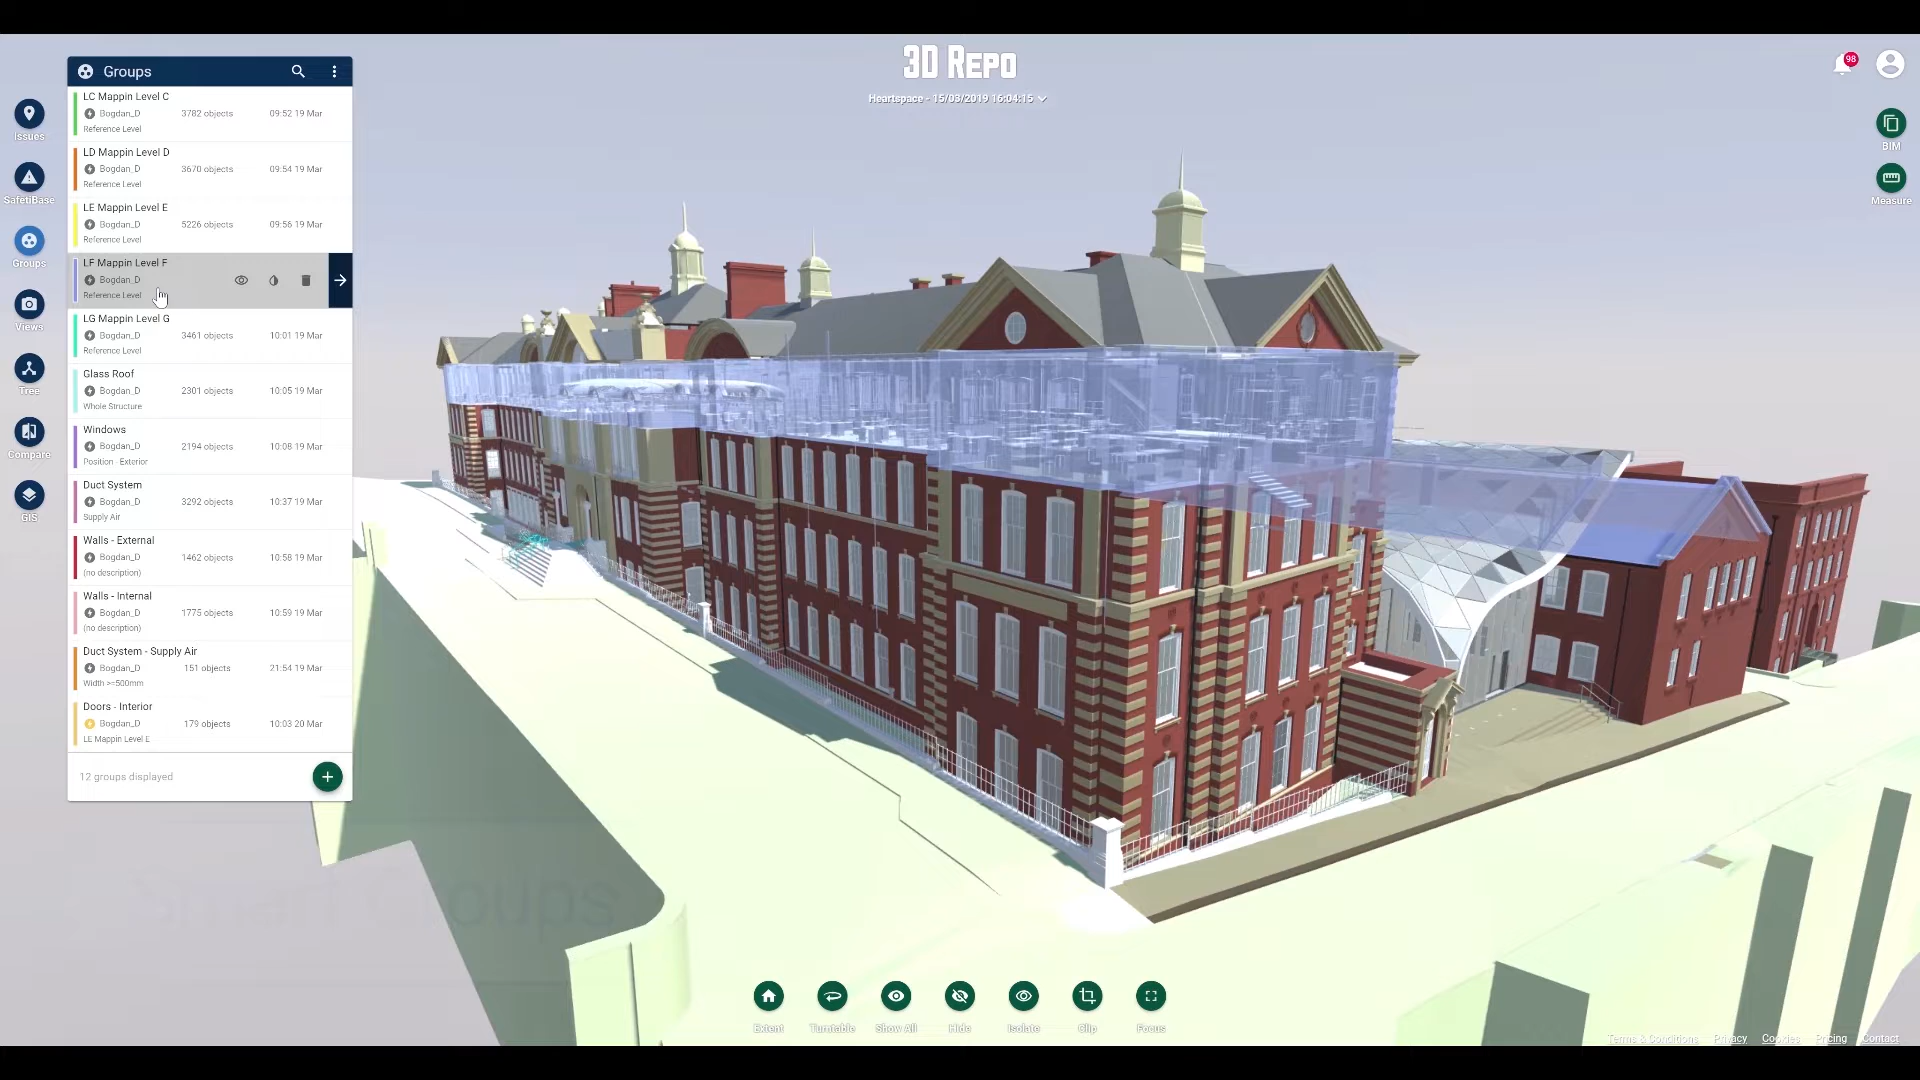 3D REPO
Heartspace - 15/03/2019 16:04:15
98
Groups
LC Mappin Level C
Bogdan_D 3782 objects 09:52 19 Mar
Reference Level
LD Mappin Level D
Bogdan_D 3670 objects 09:54 19 Mar
Reference Level
LE Mappin Level E
Bogdan_D 5226 objects 09:56 19 Mar
Reference Level
LF Mappin Level F
Bogdan_D
Reference Level
LG Mappin Level G
Bogdan_D 3461 objects 10:01 19 Mar
Reference Level
Glass Roof
Bogdan_D 2301 objects 10:05 19 Mar
Whole Structure
Windows
Bogdan_D 2194 objects 10:08 19 Mar
Position - Exterior
Duct System
Bogdan_D 3292 objects 10:37 19 Mar
Supply Air
Walls - External
Bogdan_D 1462 objects 10:58 19 Mar
(no description)
Walls - Internal
Bogdan_D 1775 objects 10:59 19 Mar
(no description)
Duct System - Supply Air
Bogdan_D 151 objects 21:54 19 Mar
Width >=500mm
Doors - Interior
Bogdan_D 179 objects 10:03 20 Mar
LE Mappin Level E
12 groups displayed
Issues
SafetiBase
Groups
Views
Tree
Compare
GIS
BIM
Measure
Smart Groups
Extent
Turntable
Show All
Hide
Isolate
Clip
Focus
Terms & Conditions Privacy Cookies Pricing Contact